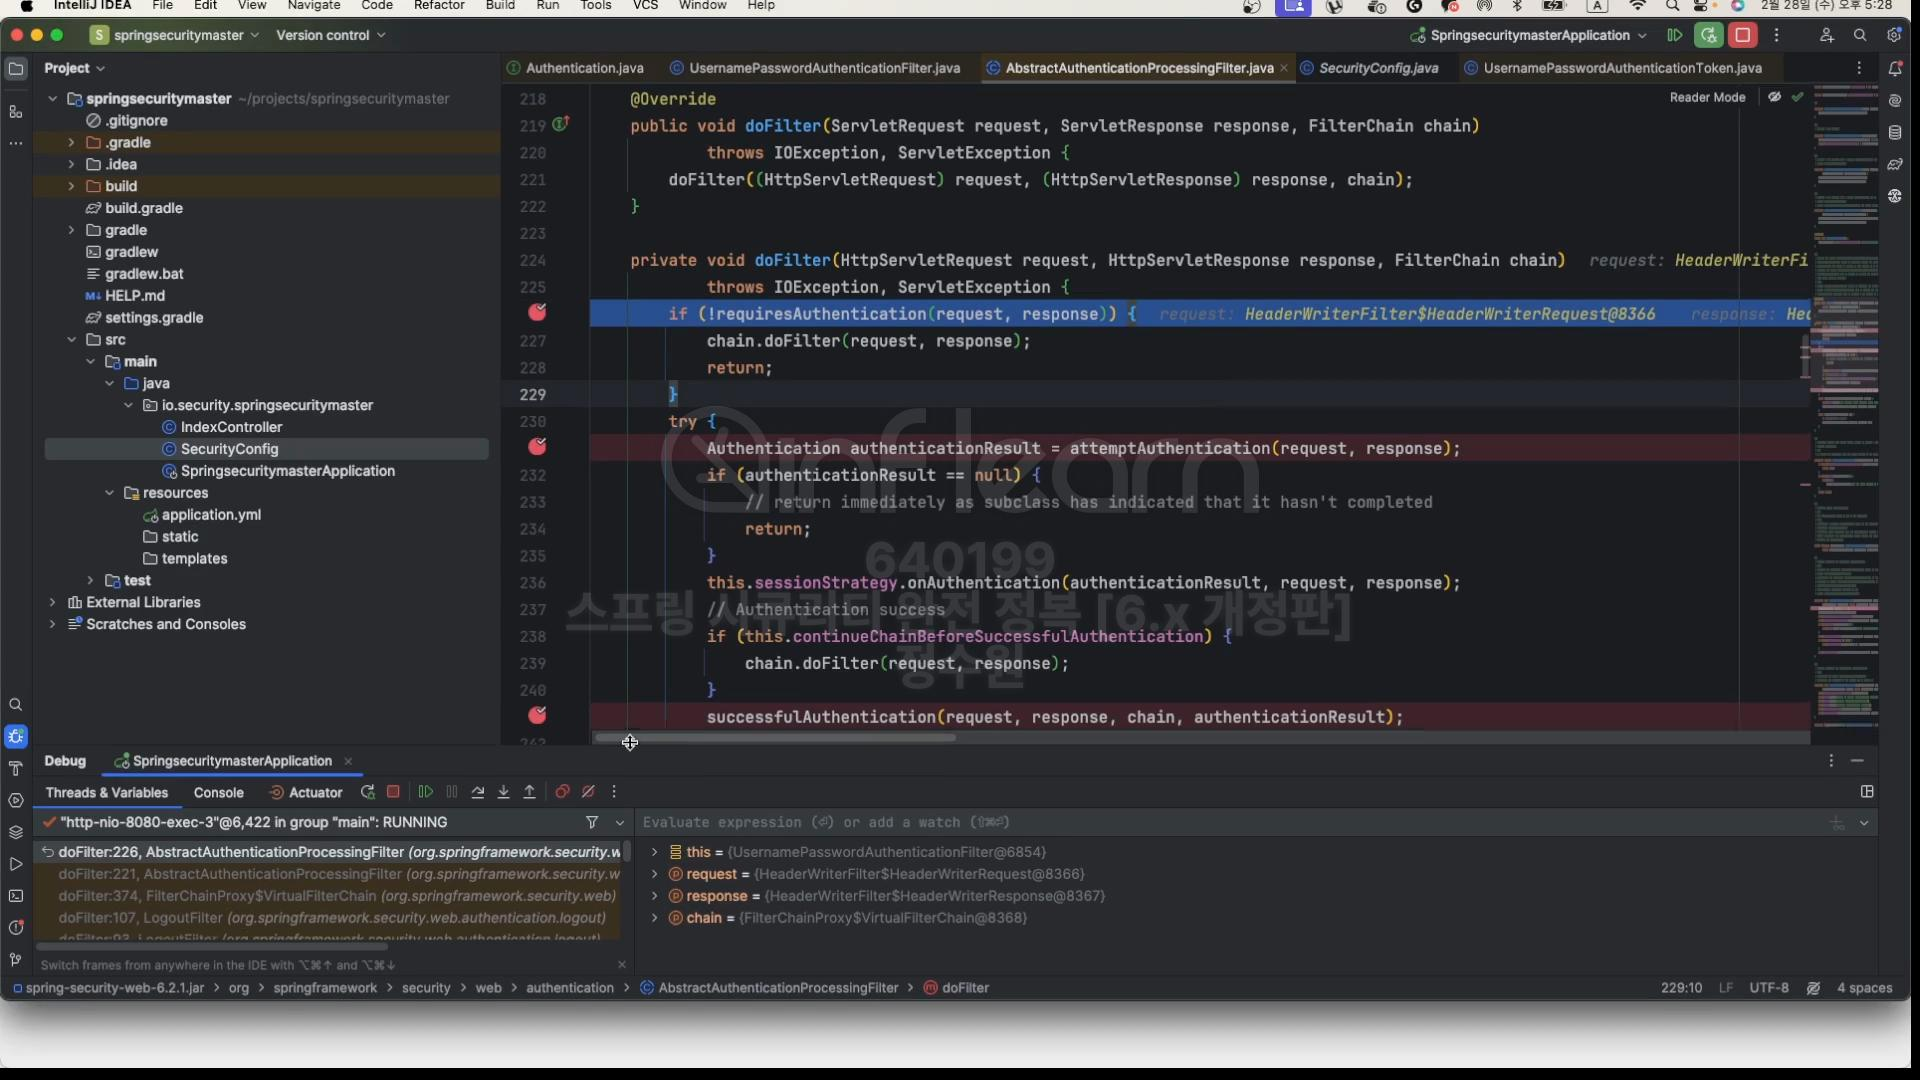 IntelliJ IDEA File Edit View Navigate Code Refactor Build Run Tools VCS Window Help
A 2월 28일 (수) 오후 5:28
S springsecuritymaster Version control SpringsecuritymasterApplication
Project
Authentication.java UsernamePasswordAuthenticationFilter.java AbstractAuthenticationProcessingFilter.java SecurityConfig.java UsernamePasswordAuthenticationToken.java
Reader Mode
springsecuritymaster ~/projects/springsecuritymaster
.gitignore
.gradle
.idea
build
build.gradle
gradle
gradlew
gradlew.bat
M↓ HELP.md
settings.gradle
src
main
java
io.security.springsecuritymaster
IndexController
SecurityConfig
SpringsecuritymasterApplication
resources
application.yml
static
templates
test
External Libraries
Scratches and Consoles
218 @Override
219 public void doFilter(ServletRequest request, ServletResponse response, FilterChain chain)
220 throws IOException, ServletException {
221 doFilter((HttpServletRequest) request, (HttpServletResponse) response, chain);
222 }
223
224 private void doFilter(HttpServletRequest request, HttpServletResponse response, FilterChain chain) request: HeaderWriterFi
225 throws IOException, ServletException {
if (!requiresAuthentication(request, response)) { request: HeaderWriterFilter$HeaderWriterRequest@8366 response: Hea
227 chain.doFilter(request, response);
228 return;
229 }
230 try {
Authentication authenticationResult = attemptAuthentication(request, response);
232 if (authenticationResult == null) {
233 // return immediately as subclass has indicated that it hasn't completed
234 return;
235 }
236 this.sessionStrategy.onAuthentication(authenticationResult, request, response);
237 // Authentication success
238 if (this.continueChainBeforeSuccessfulAuthentication) {
239 chain.doFilter(request, response);
240 }
successfulAuthentication(request, response, chain, authenticationResult);
242
inflearn
640199
스프링 시큐리티 완전 정복 [6.x 개정판]
정수원
Debug SpringsecuritymasterApplication
Threads & Variables Console Actuator
"http-nio-8080-exec-3"@6,422 in group "main": RUNNING
Evaluate expression (⏎) or add a watch (⇧⌘⏎)
doFilter:226, AbstractAuthenticationProcessingFilter (org.springframework.security.w
doFilter:221, AbstractAuthenticationProcessingFilter (org.springframework.security.w
doFilter:374, FilterChainProxy$VirtualFilterChain (org.springframework.security.web)
doFilter:107, LogoutFilter (org.springframework.security.web.authentication.logout)
doFilter:93, LogoutFilter (org.springframework.security.web.authentication.logout)
this = {UsernamePasswordAuthenticationFilter@6854}
request = {HeaderWriterFilter$HeaderWriterRequest@8366}
response = {HeaderWriterFilter$HeaderWriterResponse@8367}
chain = {FilterChainProxy$VirtualFilterChain@8368}
Switch frames from anywhere in the IDE with ⌥⌘↑ and ⌥⌘↓
spring-security-web-6.2.1.jar > org > springframework > security > web > authentication > AbstractAuthenticationProcessingFilter > doFilter
229:10 LF UTF-8 4 spaces